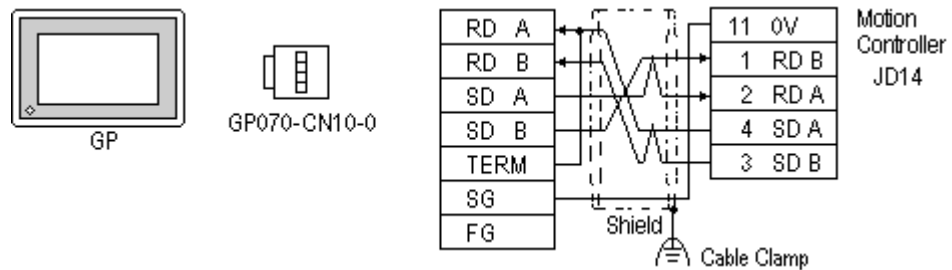 GP
GP070-CN10-0
RD A
RD B
SD A
SD B
TERM
SG
FG
Shield
Cable Clamp
11 0V
1 RD B
2 RD A
4 SD A
3 SD B
Motion
Controller
JD14